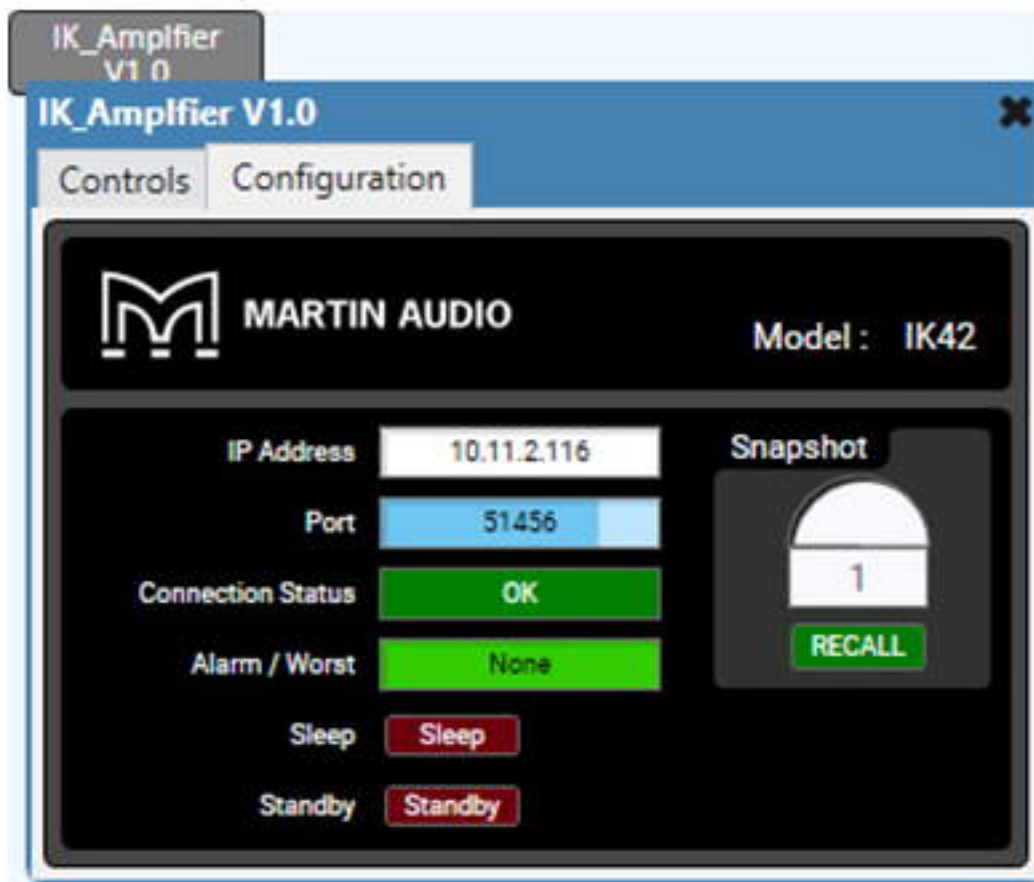 IK_Amplfier
V1.0
IK_Amplfier V1.0
Controls
Configuration
MARTIN AUDIO
Model : IK42
IP Address 10.11.2.116
Port 51456
Connection Status OK
Alarm / Worst None
Sleep Sleep
Standby Standby
Snapshot
1
RECALL